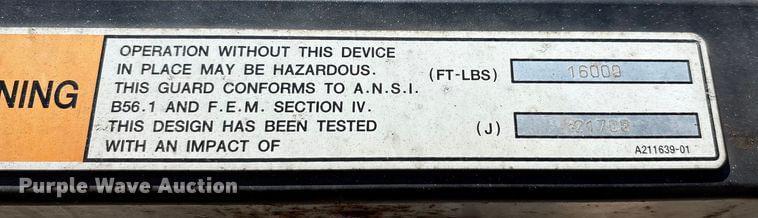 NING
OPERATION WITHOUT THIS DEVICE
IN PLACE MAY BE HAZARDOUS.
THIS GUARD CONFORMS TO A.N.S.I.
B56.1 AND F.E.M. SECTION IV.
THIS DESIGN HAS BEEN TESTED
WITH AN IMPACT OF
(FT-LBS) 16000
(J)
A211639-01
Purple Wave Auction